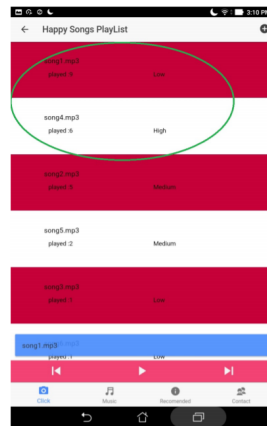 3:10 PM
Happy Songs PlayList
song1.mp3
played :0 Low
song4.mp3
played :6 High
song2.mp3
played :5 Medium
song5.mp3
played :2 Medium
song3.mp3
played :1 Low
song1.mp3
played :1 Low
Click Music Recomended Contact